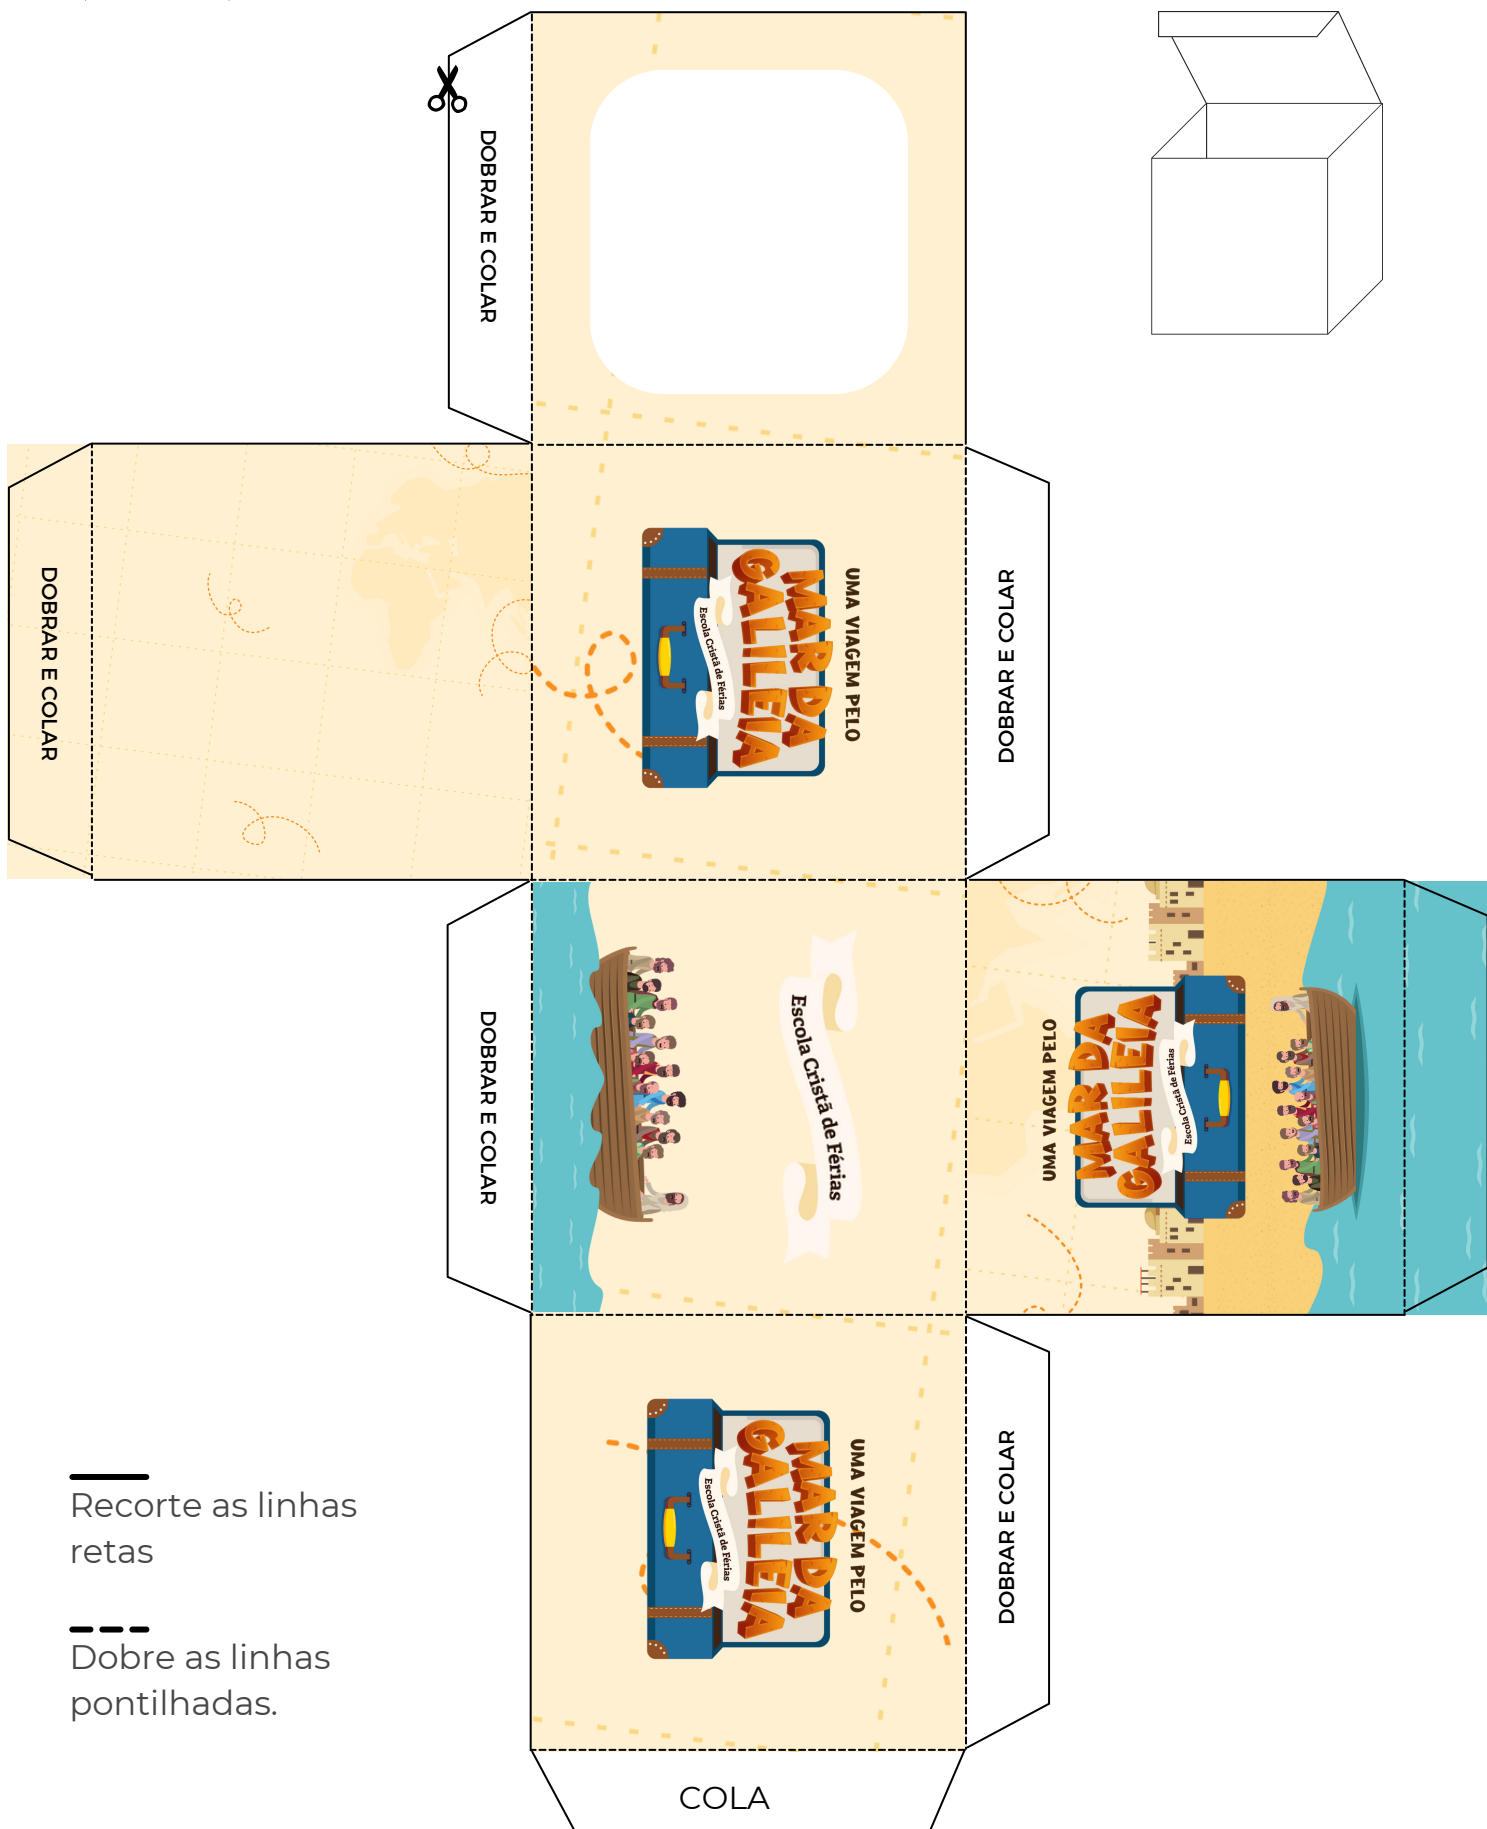 DOBRAR E COLAR
DOBRAR E COLAR
UMA VIAGEM PELO
MAR DA
GALILEIA
Escola Cristã de Férias
DOBRAR E COLAR
DOBRAR E COLAR
Escola Cristã de Férias
UMA VIAGEM PELO
MAR DA
GALILEIA
Escola Cristã de Férias
UMA VIAGEM PELO
MAR DA
GALILEIA
Escola Cristã de Férias
DOBRAR E COLAR
Recorte as linhas
retas
Dobre as linhas
pontilhadas.
COLA